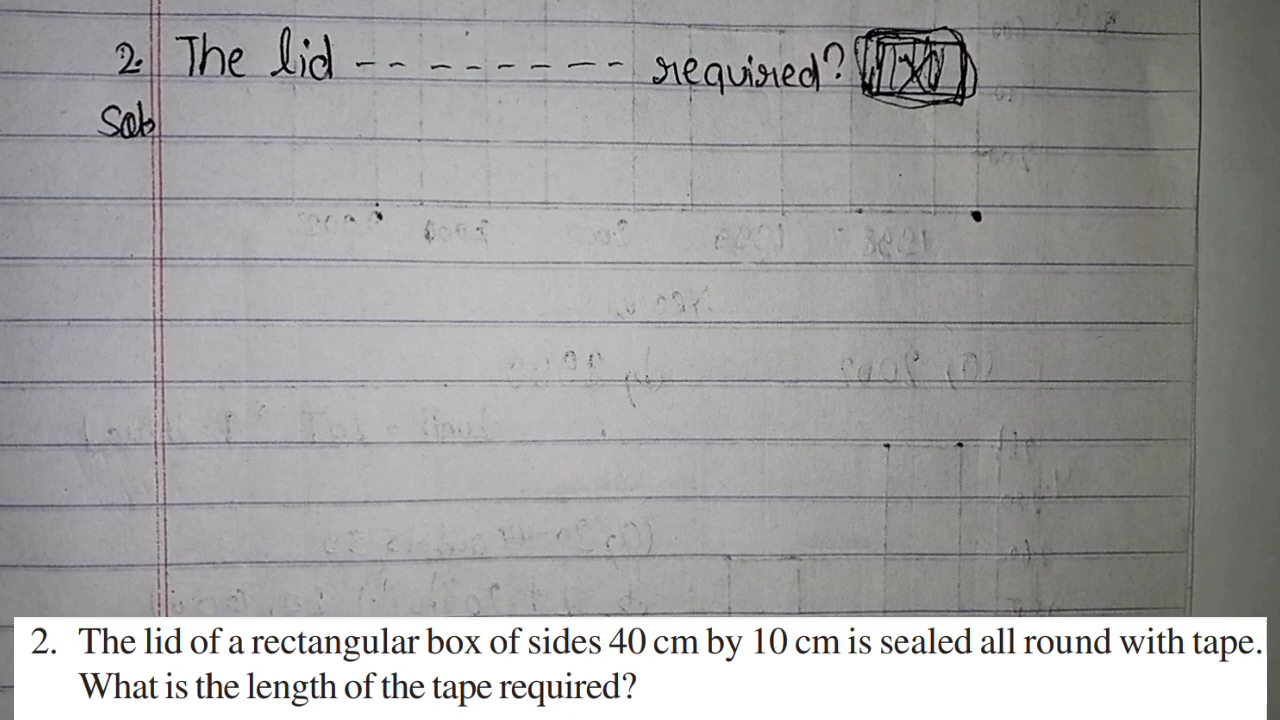 2. The lid - - - - - - - - - required?
Sol
2. The lid of a rectangular box of sides 40 cm by 10 cm is sealed all round with tape.
What is the length of the tape required?